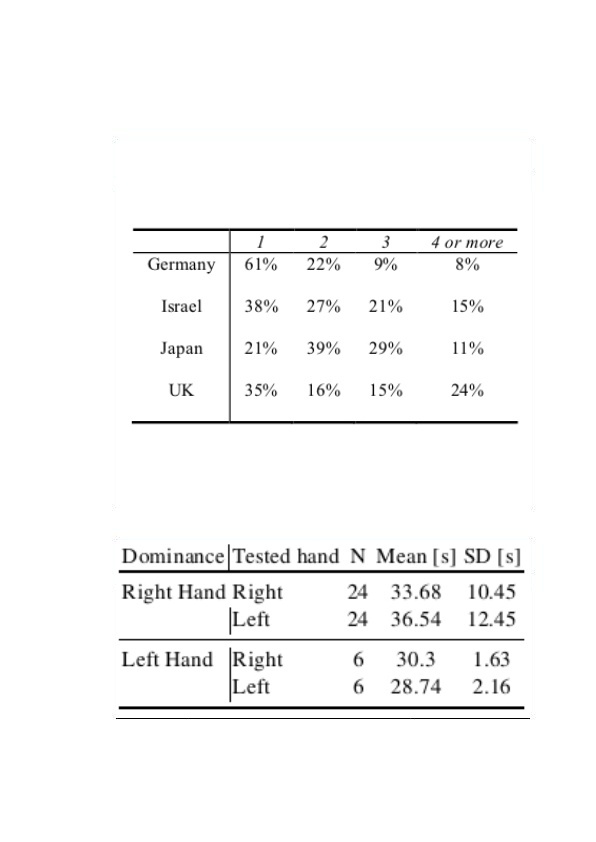 1 2 3 4 or more
Germany 61% 22% 9% 8%
Israel 38% 27% 21% 15%
Japan 21% 39% 29% 11%
UK 35% 16% 15% 24%
Dominance Tested hand N Mean [s] SD [s]
Right Hand Right 24 33.68 10.45
Left 24 36.54 12.45
Left Hand Right 6 30.3 1.63
Left 6 28.74 2.16